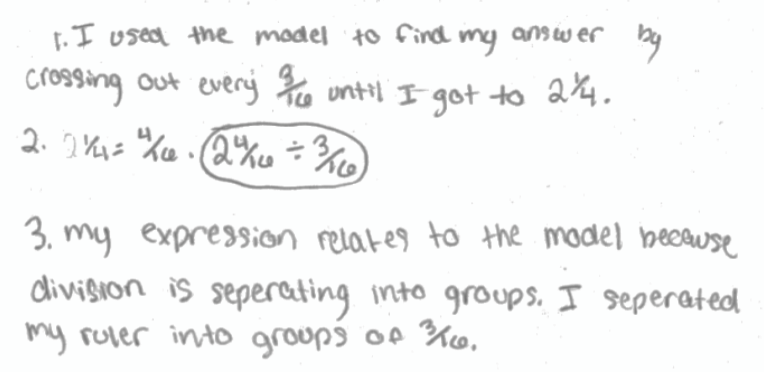 1. I used the model to find my answer by
crossing out every 3/16 until I got to 2 1/4.
2. 2 1/4 = 4/16. 2 4/16 ÷ 3/16
3. my expression relates to the model because
division is seperating into groups. I seperated
my ruler into groups of 3/16.